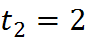 t₂ = 2